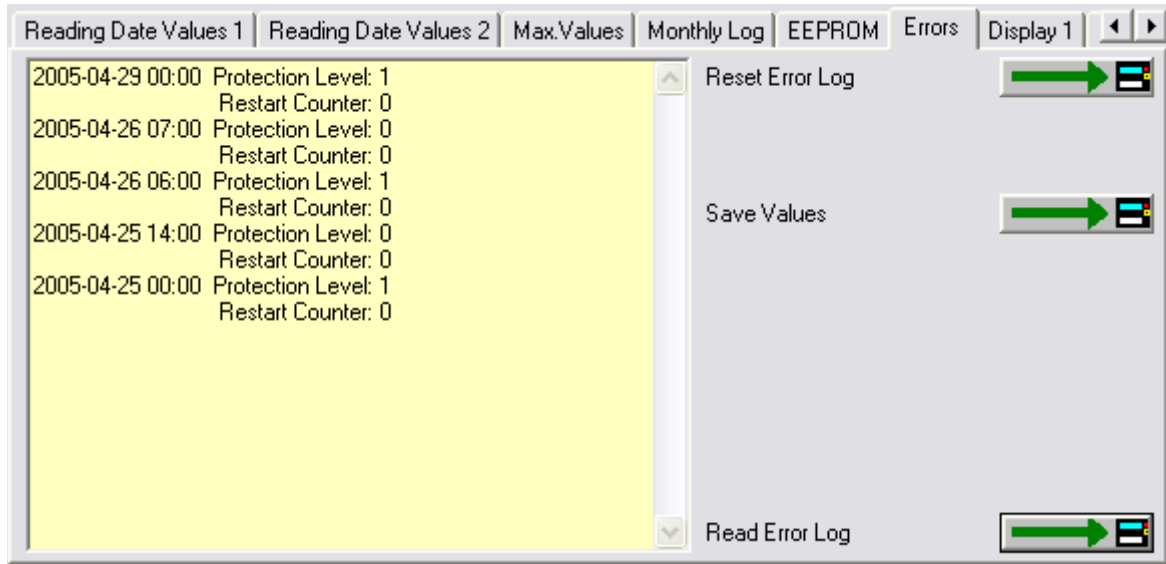 Reading Date Values 1 Reading Date Values 2 Max.Values Monthly Log EEPROM Errors Display 1
2005-04-29 00:00 Protection Level: 1
Restart Counter: 0
2005-04-26 07:00 Protection Level: 0
Restart Counter: 0
2005-04-26 06:00 Protection Level: 1
Restart Counter: 0
2005-04-25 14:00 Protection Level: 0
Restart Counter: 0
2005-04-25 00:00 Protection Level: 1
Restart Counter: 0
Reset Error Log
Save Values
Read Error Log